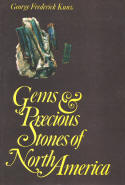 George Frederick Kunz
Gems &
Precious
Stones of
North America